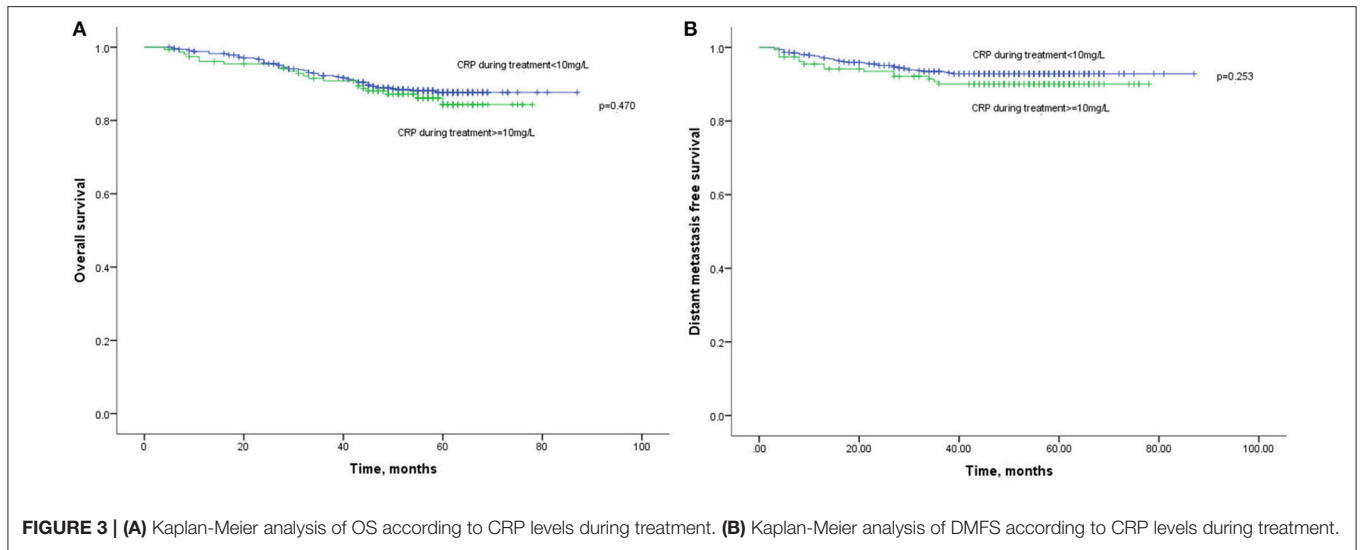 A
1.0
0.8
0.6
0.4
0.2
0.0
Overall survival
CRP during treatment<10mg/L
p=0.470
CRP during treatment>=10mg/L
0 20 40 60 80 100
Time, months
B
1.0
0.8
0.6
0.4
0.2
0.0
Distant metastasis free survival
CRP during treatment<10mg/L
p=0.253
CRP during treatment>=10mg/L
.00 20.00 40.00 60.00 80.00 100.00
Time, months
FIGURE 3 | (A) Kaplan-Meier analysis of OS according to CRP levels during treatment. (B) Kaplan-Meier analysis of DMFS according to CRP levels during treatment.